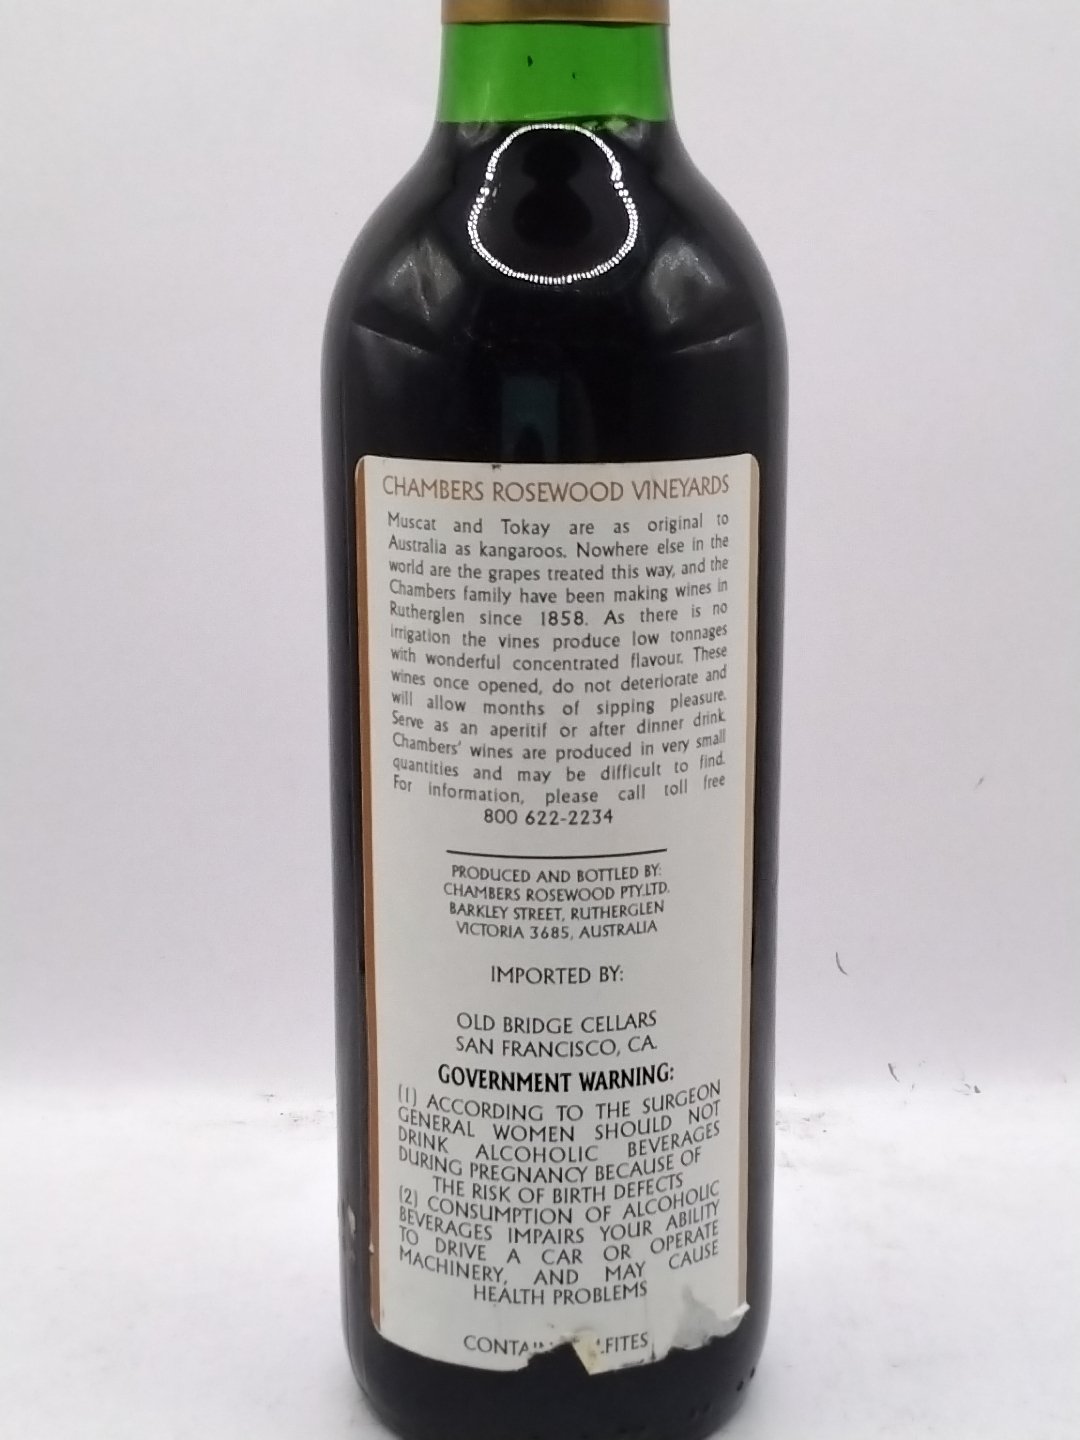 CHAMBERS ROSEWOOD VINEYARDS
Muscat and Tokay are as original to
Australia as kangaroos. Nowhere else in the
world are the grapes treated this way, and the
Chambers family have been making wines in
Rutherglen since 1858. As there is no
irrigation the vines produce low tonnages
with wonderful concentrated flavour. These
wines once opened, do not deteriorate and
will allow months of sipping pleasure.
Serve as an aperitif or after dinner drink.
Chambers' wines are produced in very small
quantities and may be difficult to find.
For information, please call toll free
800 622-2234
PRODUCED AND BOTTLED BY:
CHAMBERS ROSEWOOD PTY.LTD.
BARKLEY STREET, RUTHERGLEN
VICTORIA 3685, AUSTRALIA
IMPORTED BY:
OLD BRIDGE CELLARS
SAN FRANCISCO, CA.
GOVERNMENT WARNING:
(1) ACCORDING TO THE SURGEON
GENERAL WOMEN SHOULD NOT
DRINK ALCOHOLIC BEVERAGES
DURING PREGNANCY BECAUSE OF
THE RISK OF BIRTH DEFECTS
(2) CONSUMPTION OF ALCOHOLIC
BEVERAGES IMPAIRS YOUR ABILITY
TO DRIVE A CAR OR OPERATE
MACHINERY, AND MAY CAUSE
HEALTH PROBLEMS